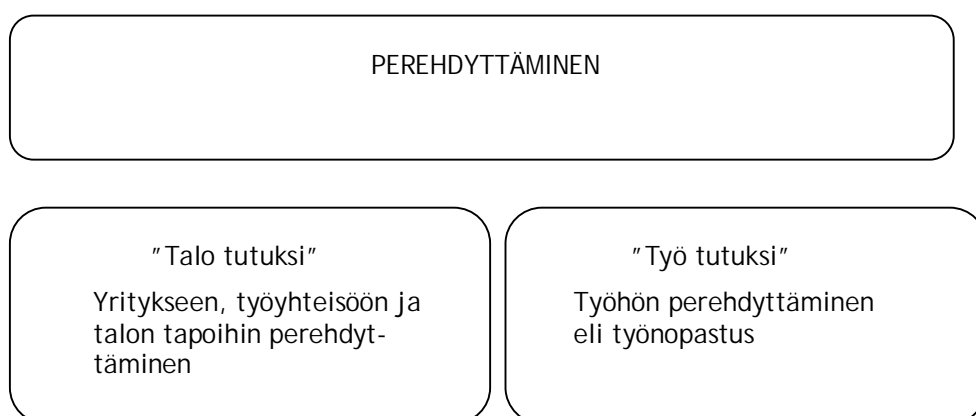 PEREHDYTTÄMINEN
"Talo tutuksi"
Yritykseen, työyhteisöön ja
talon tapoihin perehdyt-
täminen
"Työ tutuksi"
Työhön perehdyttäminen
eli työnopastus